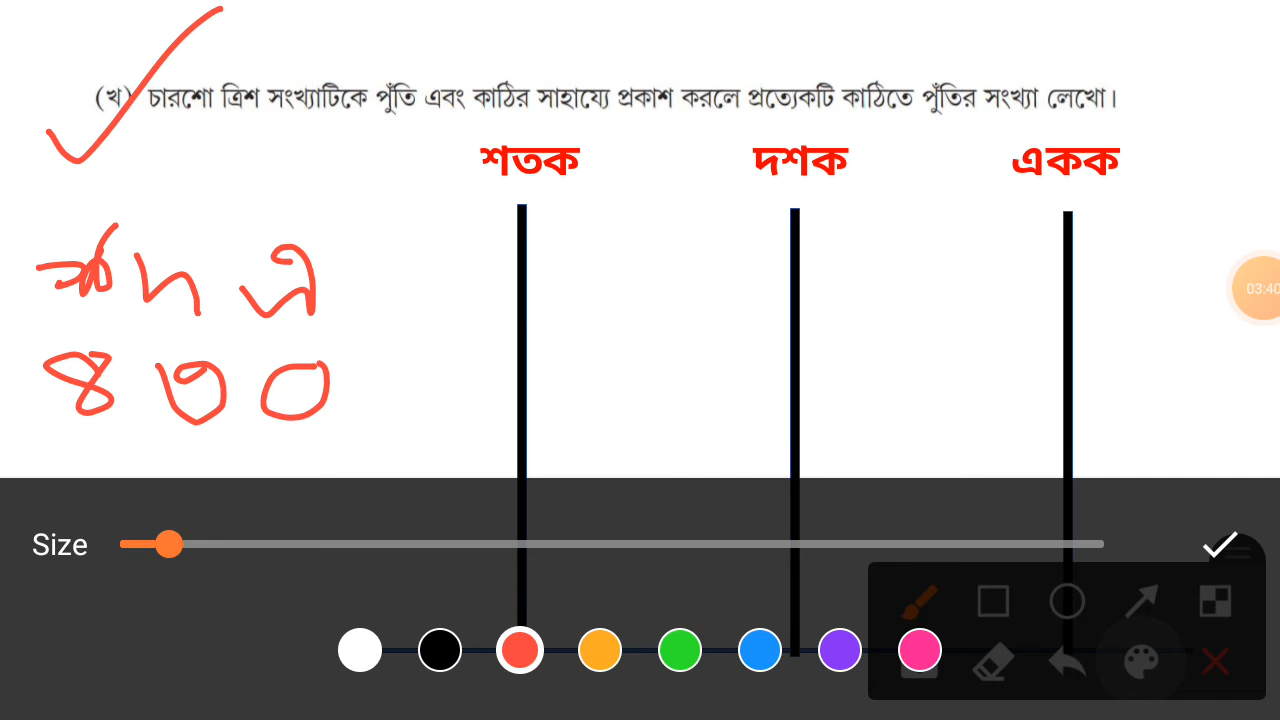 (খ) চারশো ত্রিশ সংখ্যাটিকে পুঁতি এবং কাঠির সাহায্যে প্রকাশ করলে প্রত্যেকটি কাঠিতে পুঁতির সংখ্যা লেখো।
শতক দশক একক
শ দ এ
03:40
৪৩০
Size